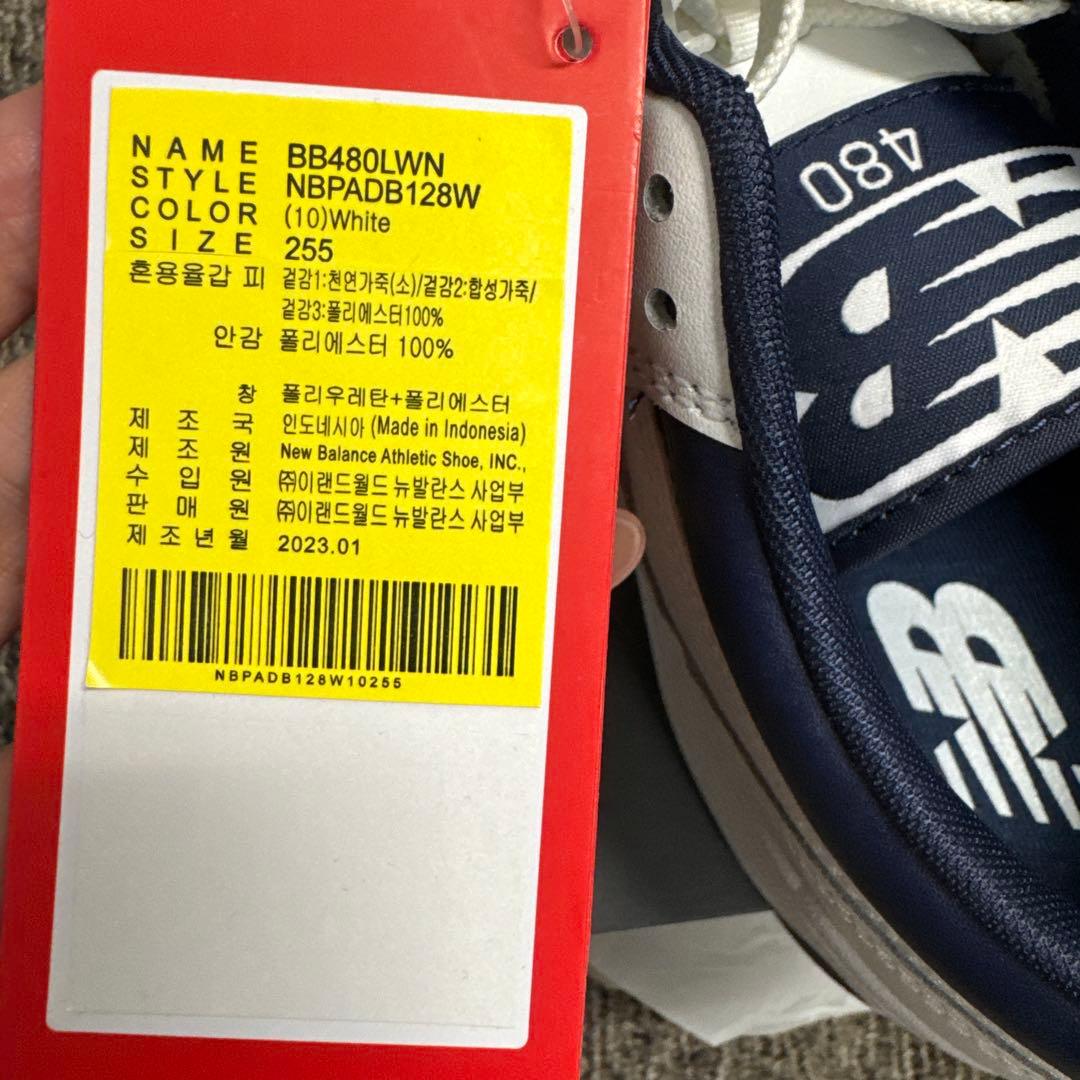 NAME BB480LWN
STYLE NBPADB128W
COLOR (10)White
SIZE 255
혼용율갑 피 겉감1:천연가죽(소)/겉감2:합성가죽/
겉감3:폴리에스터100%
안감 폴리에스터 100%
창 폴리우레탄+폴리에스터
제 조 국 인도네시아 (Made in Indonesia)
제 조 원 New Balance Athletic Shoe, INC.,
수 입 원 ㈜이랜드월드 뉴발란스 사업부
판 매 원 ㈜이랜드월드 뉴발란스 사업부
제조년월 2023.01
NBPADB128W10255
480